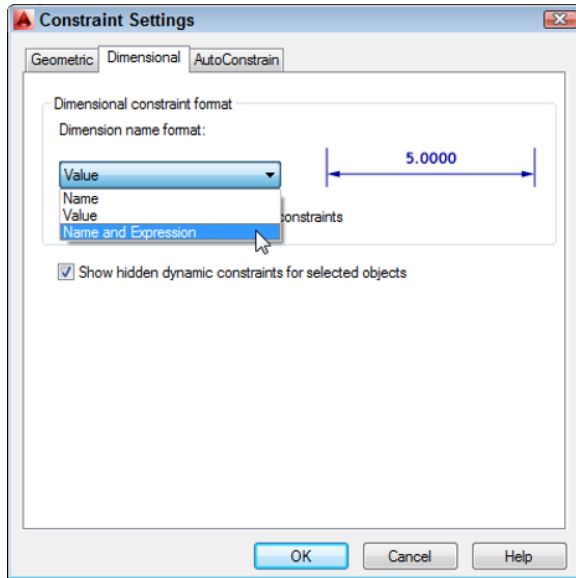 Constraint Settings
Geometric Dimensional AutoConstrain
Dimensional constraint format
Dimension name format:
5.0000
Value
Name
Value
constraints
Name and Expression
Show hidden dynamic constraints for selected objects
OK Cancel Help